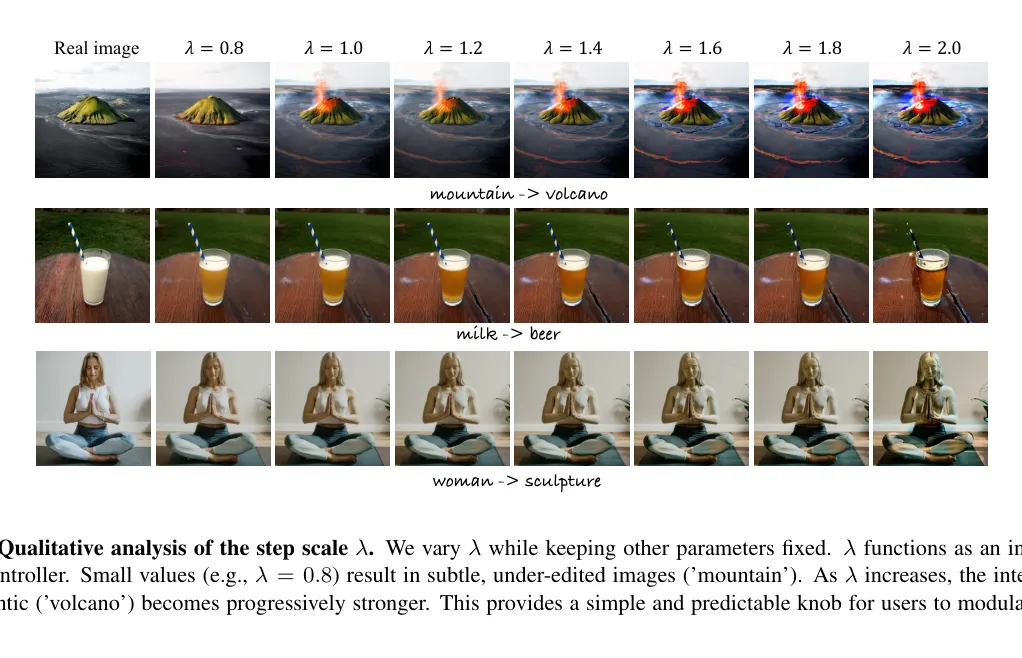 Real image λ = 0.8 λ = 1.0 λ = 1.2 λ = 1.4 λ = 1.6 λ = 1.8 λ = 2.0
mountain -> volcano
milk -> beer
woman -> sculpture
Qualitative analysis of the step scale λ. We vary λ while keeping other parameters fixed. λ functions as an in
ntroller. Small values (e.g., λ = 0.8) result in subtle, under-edited images ('mountain'). As λ increases, the inte
ntic ('volcano') becomes progressively stronger. This provides a simple and predictable knob for users to modula